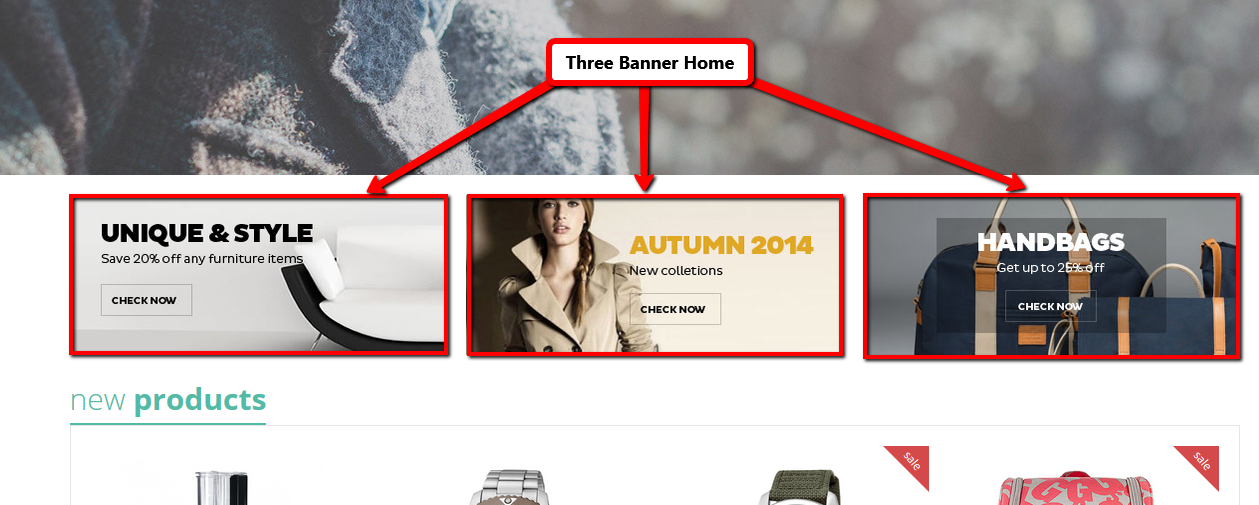 Three Banner Home
UNIQUE & STYLE
Save 20% off any furniture items
CHECK NOW
AUTUMN 2014
New colletions
CHECK NOW
HANDBAGS
Get up to 25% off
CHECK NOW
new products
sale
sale